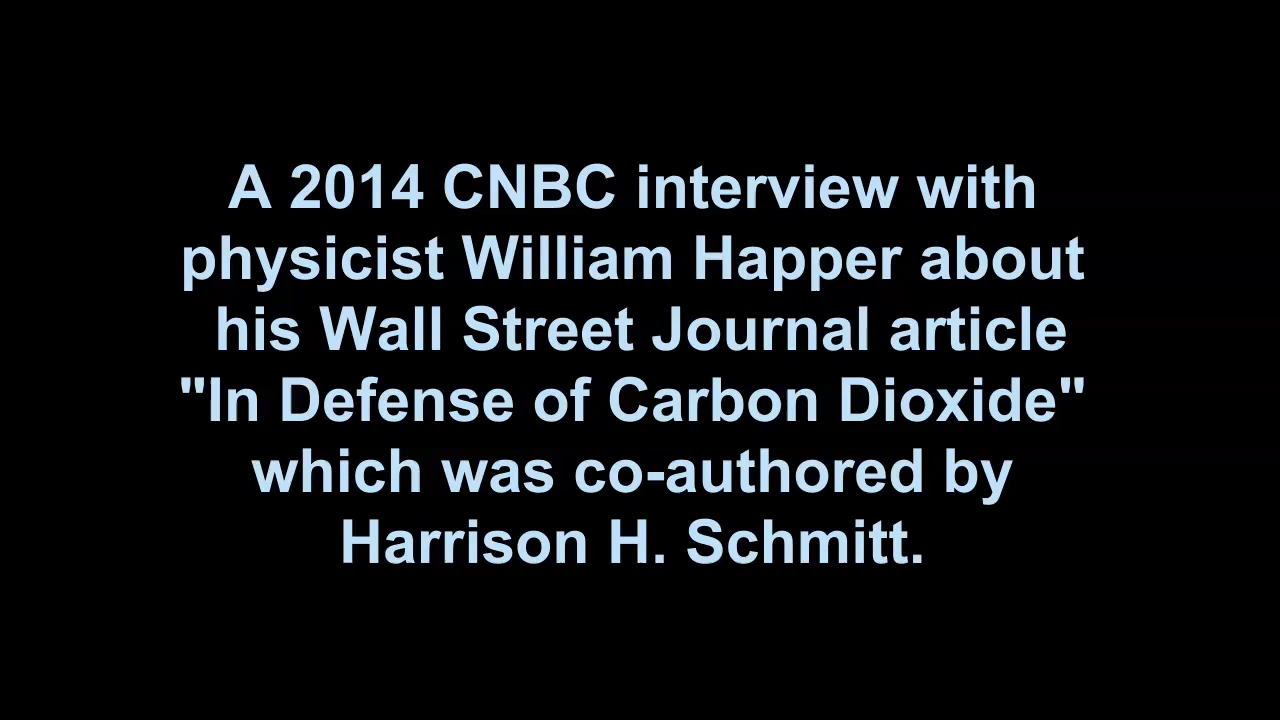 A 2014 CNBC interview with
physicist William Happer about
his Wall Street Journal article
"In Defense of Carbon Dioxide"
which was co-authored by
Harrison H. Schmitt.